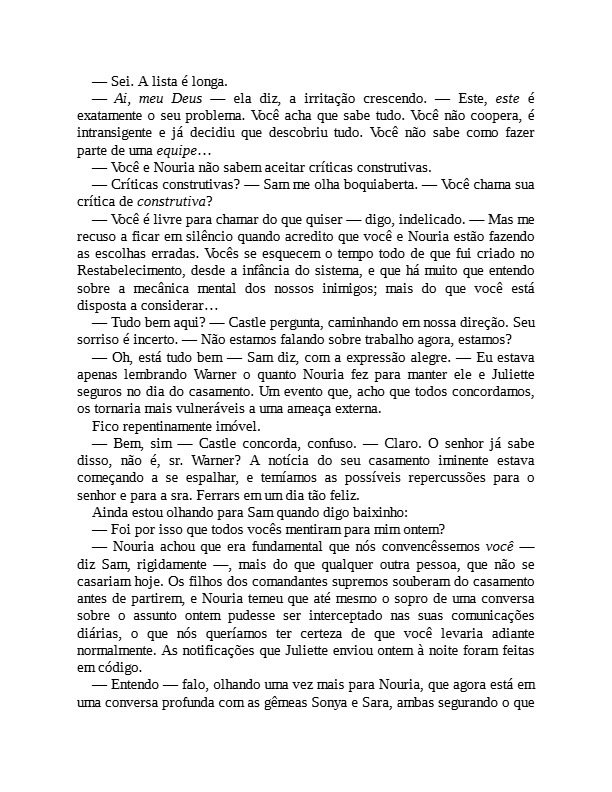 — Sei. A lista é longa.
— Ai, meu Deus — ela diz, a irritação crescendo. — Este, este é
exatamente o seu problema. Você acha que sabe tudo. Você não coopera, é
intransigente e já decidiu que descobriu tudo. Você não sabe como fazer
parte de uma equipe…
— Você e Nouria não sabem aceitar críticas construtivas.
— Críticas construtivas? — Sam me olha boquiaberta. — Você chama sua
crítica de construtiva?
— Você é livre para chamar do que quiser — digo, indelicado. — Mas me
recuso a ficar em silêncio quando acredito que você e Nouria estão fazendo
as escolhas erradas. Vocês se esquecem o tempo todo de que fui criado no
Restabelecimento, desde a infância do sistema, e que há muito que entendo
sobre a mecânica mental dos nossos inimigos; mais do que você está
disposta a considerar…
— Tudo bem aqui? — Castle pergunta, caminhando em nossa direção. Seu
sorriso é incerto. — Não estamos falando sobre trabalho agora, estamos?
— Oh, está tudo bem — Sam diz, com a expressão alegre. — Eu estava
apenas lembrando Warner o quanto Nouria fez para manter ele e Juliette
seguros no dia do casamento. Um evento que, acho que todos concordamos,
os tornaria mais vulneráveis a uma ameaça externa.
Fico repentinamente imóvel.
— Bem, sim — Castle concorda, confuso. — Claro. O senhor já sabe
disso, não é, sr. Warner? A notícia do seu casamento iminente estava
começando a se espalhar, e temíamos as possíveis repercussões para o
senhor e para a sra. Ferrars em um dia tão feliz.
Ainda estou olhando para Sam quando digo baixinho:
— Foi por isso que todos vocês mentiram para mim ontem?
— Nouria achou que era fundamental que nós convencêssemos você —
diz Sam, rigidamente —, mais do que qualquer outra pessoa, que não se
casariam hoje. Os filhos dos comandantes supremos souberam do casamento
antes de partirem, e Nouria temeu que até mesmo o sopro de uma conversa
sobre o assunto ontem pudesse ser interceptado nas suas comunicações
diárias, o que nós queríamos ter certeza de que você levaria adiante
normalmente. As notificações que Juliette enviou ontem à noite foram feitas
em código.
— Entendo — falo, olhando uma vez mais para Nouria, que agora está em
uma conversa profunda com as gêmeas Sonya e Sara, ambas segurando o que